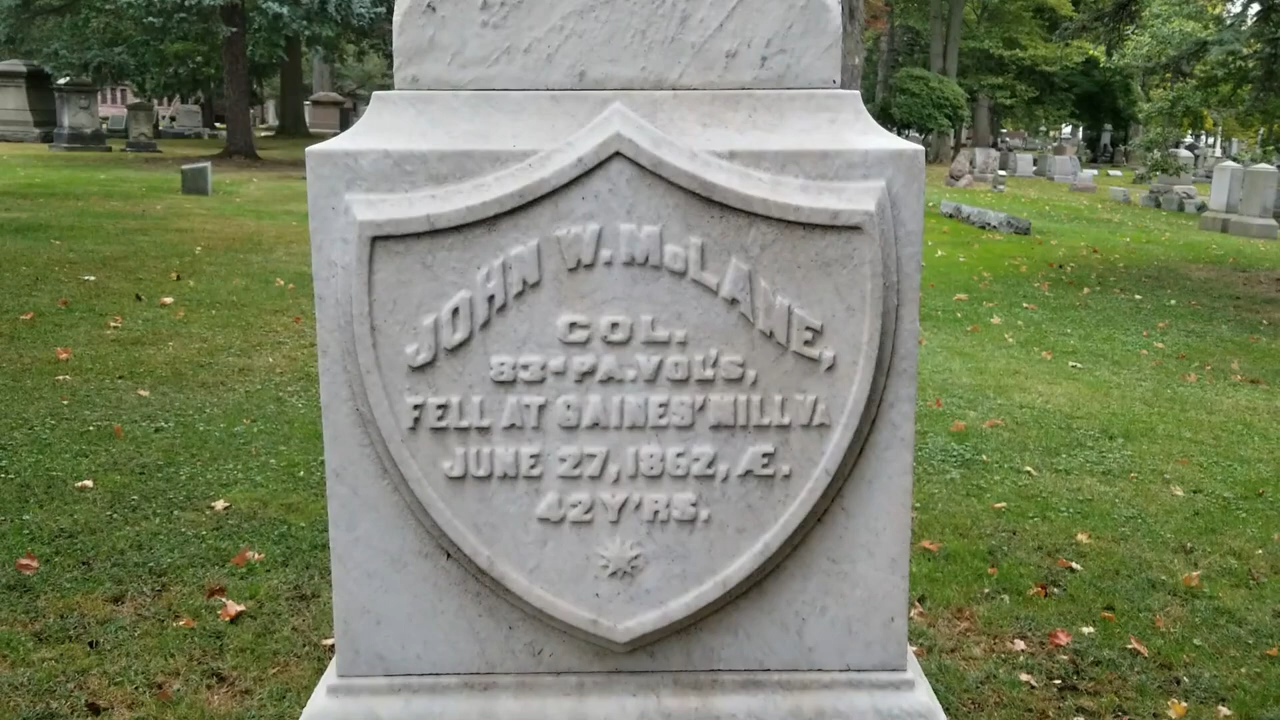 JOHN W. McLANE,
COL.
83d PA. VOL'S,
FELL AT GAINES' MILL VA
JUNE 27, 1862, Æ.
42 Y'RS.